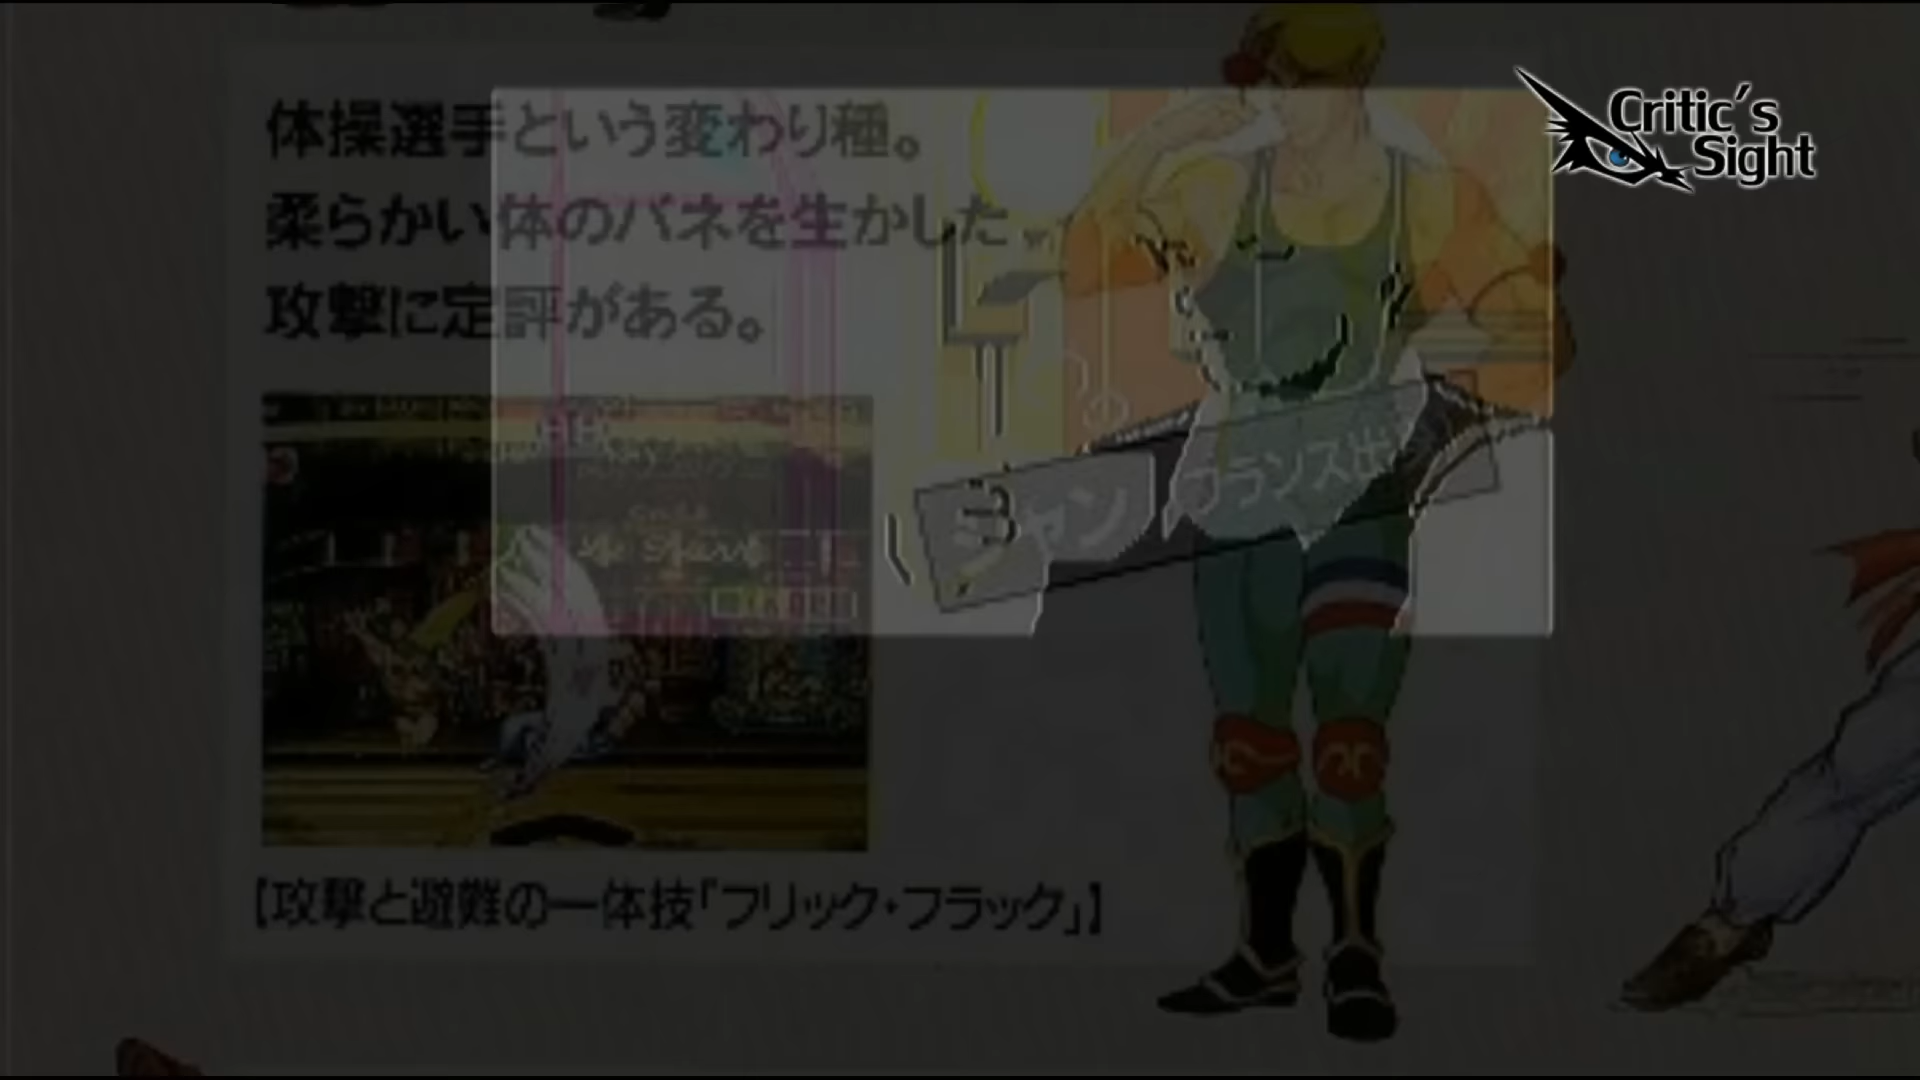 体操選手という変わり種。
柔らかい体のバネを生かした
攻撃に定評がある。
Critic's
Sight
ジャン
フランス出
【攻撃と避難の一体技「フリック・フラック」】